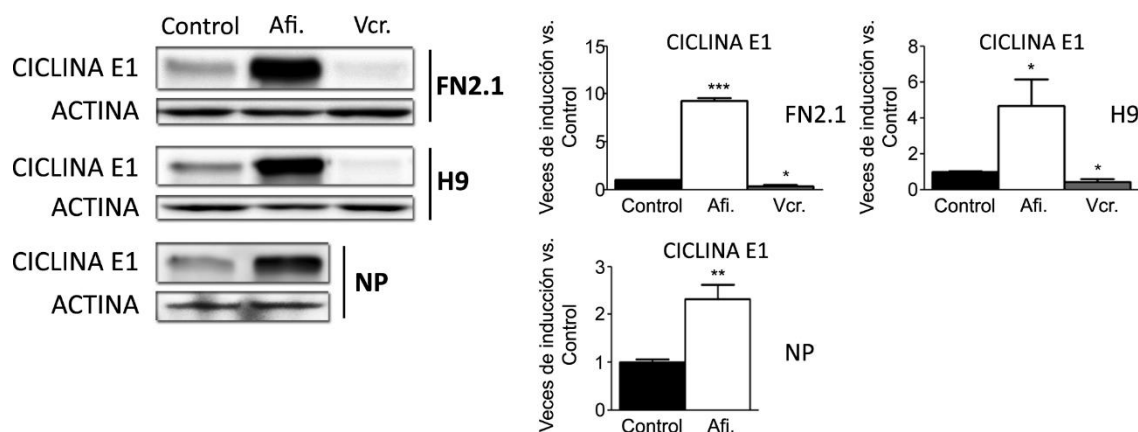 Control Afi. Vcr.
CICLINA E1
ACTINA
FN2.1
CICLINA E1
ACTINA
H9
CICLINA E1
ACTINA
NP
CICLINA E1
Veces de inducción vs.
Control
15
10
5
0
***
*
Control Afi. Vcr.
FN2.1
CICLINA E1
Veces de inducción vs.
Control
8
6
4
2
0
*
*
Control Afi. Vcr.
H9
CICLINA E1
Veces de inducción vs.
Control
3
2
1
0
**
Control Afi.
NP